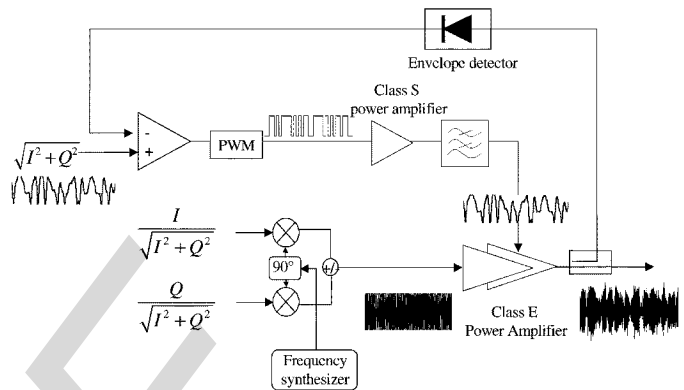 Envelope detector
Class S
power amplifier
-
+
PWM
√I² + Q²
I
√I² + Q²
90°
+/
Q
√I² + Q²
Class E
Power Amplifier
Frequency
synthesizer